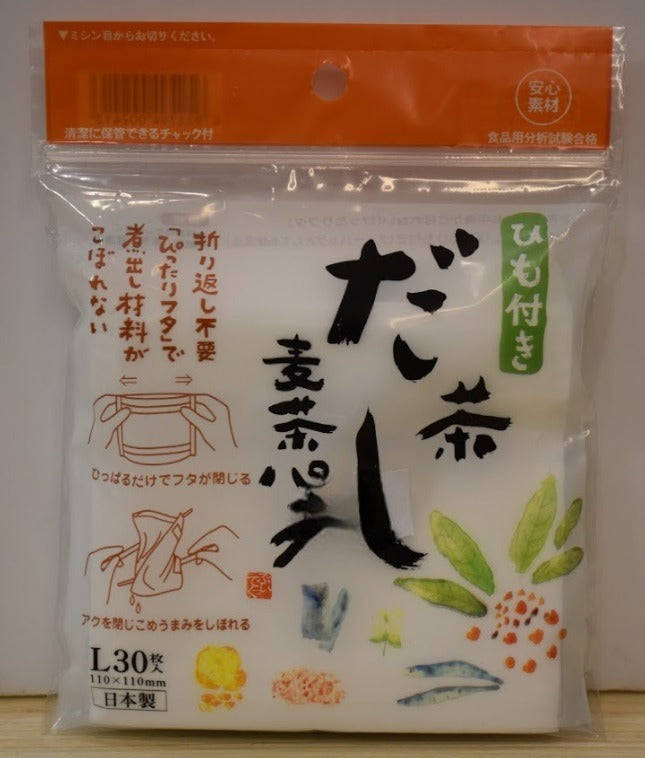 ▼ミシン目からお切りください。
清潔に保管できるチャック付
安心
素材
食品用分析試験合格
ひも付き
だし
茶
麦茶パック
折り返し不要
「ぴったりフタ」で
煮出し材料が
こぼれない
ひっぱるだけでフタが閉じる
アクを閉じこめうまみをしぼれる
L30枚入
110×110mm
日本製